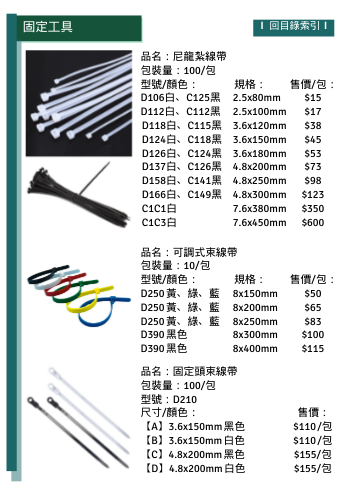 固定工具
回目錄索引
品名：尼龍紮線帶
包裝量：100/包
型號/顏色： 規格： 售價/包：
D106白、C125黑 2.5x80mm $15
D112白、C112黑 2.5x100mm $17
D118白、C115黑 3.6x120mm $38
D124白、C118黑 3.6x150mm $45
D126白、C124黑 3.6x180mm $53
D137白、C126黑 4.8x200mm $73
D158白、C141黑 4.8x250mm $98
D166白、C149黑 4.8x300mm $123
C1C1白 7.6x380mm $350
C1C3白 7.6x450mm $600
品名：可調式束線帶
包裝量：10/包
型號/顏色： 規格： 售價/包：
D250 黃、綠、藍 8x150mm $50
D250 黃、綠、藍 8x200mm $65
D250 黃、綠、藍 8x250mm $83
D390 黑色 8x300mm $100
D390 黑色 8x400mm $115
品名：固定頭束線帶
包裝量：100/包
型號：D210
尺寸/顏色： 售價：
【A】3.6x150mm 黑色 $110/包
【B】3.6x150mm 白色 $110/包
【C】4.8x200mm 黑色 $155/包
【D】4.8x200mm 白色 $155/包